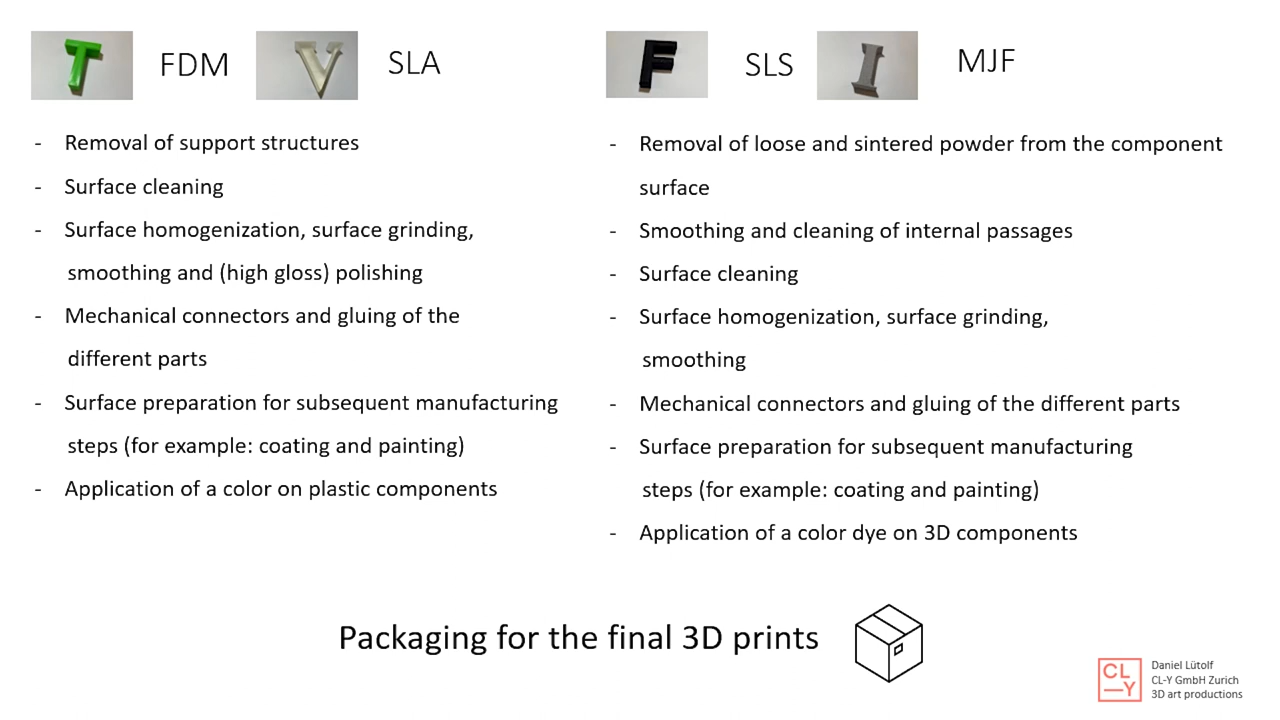 T
FDM
V
SLA
- Removal of support structures
- Surface cleaning
- Surface homogenization, surface grinding,
smoothing and (high gloss) polishing
- Mechanical connectors and gluing of the
different parts
- Surface preparation for subsequent manufacturing
steps (for example: coating and painting)
- Application of a color on plastic components
F
SLS
I
MJF
- Removal of loose and sintered powder from the component
surface
- Smoothing and cleaning of internal passages
- Surface cleaning
- Surface homogenization, surface grinding,
smoothing
- Mechanical connectors and gluing of the different parts
- Surface preparation for subsequent manufacturing
steps (for example: coating and painting)
- Application of a color dye on 3D components
Packaging for the final 3D prints
CL
—Y
Daniel Lütolf
CL-Y GmbH Zurich
3D art productions